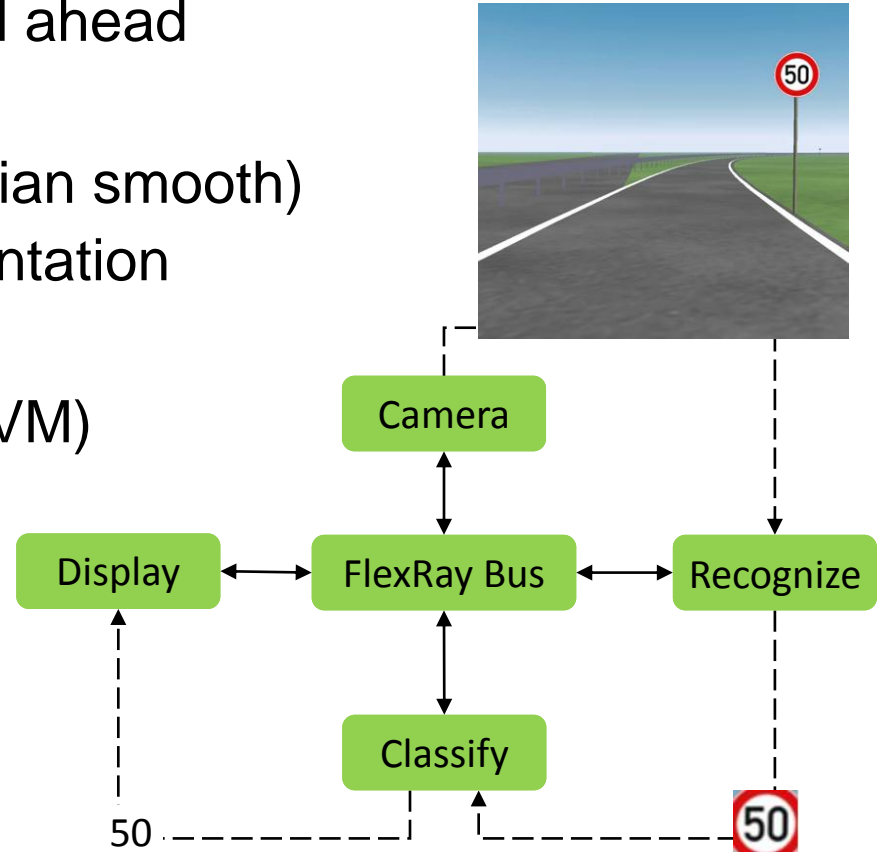 ahead
50
ian smooth)
ntation
VM)
Camera
Display
FlexRay Bus
Recognize
Classify
50
50